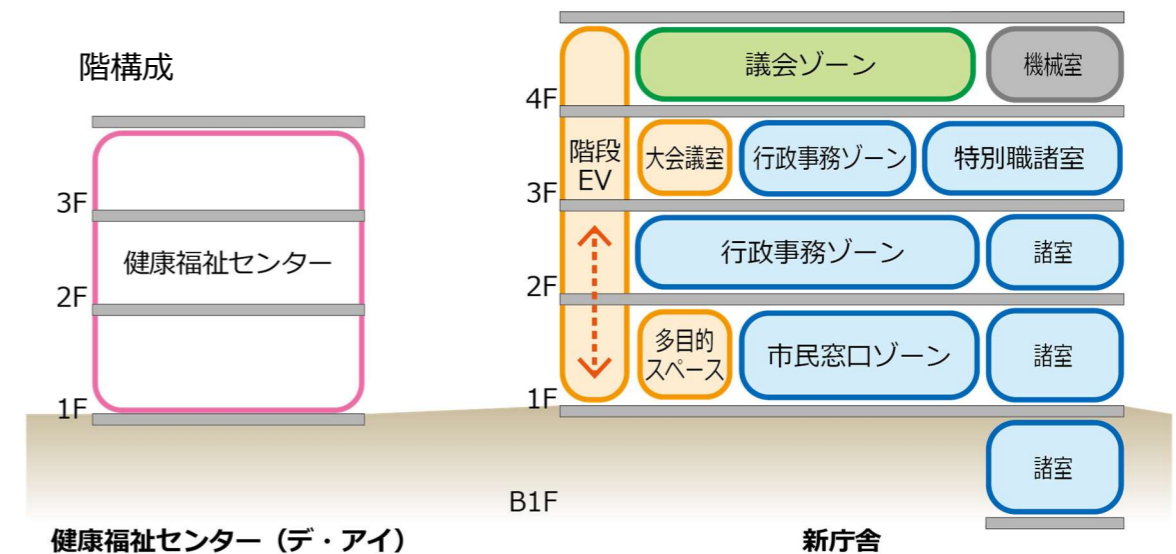 階構成
3F
健康福祉センター
2F
1F
健康福祉センター（デ・アイ）
4F
議会ゾーン
機械室
階段
EV
3F
大会議室
行政事務ゾーン
特別職諸室
2F
行政事務ゾーン
諸室
1F
多目的
スペース
市民窓口ゾーン
諸室
B1F
諸室
新庁舎